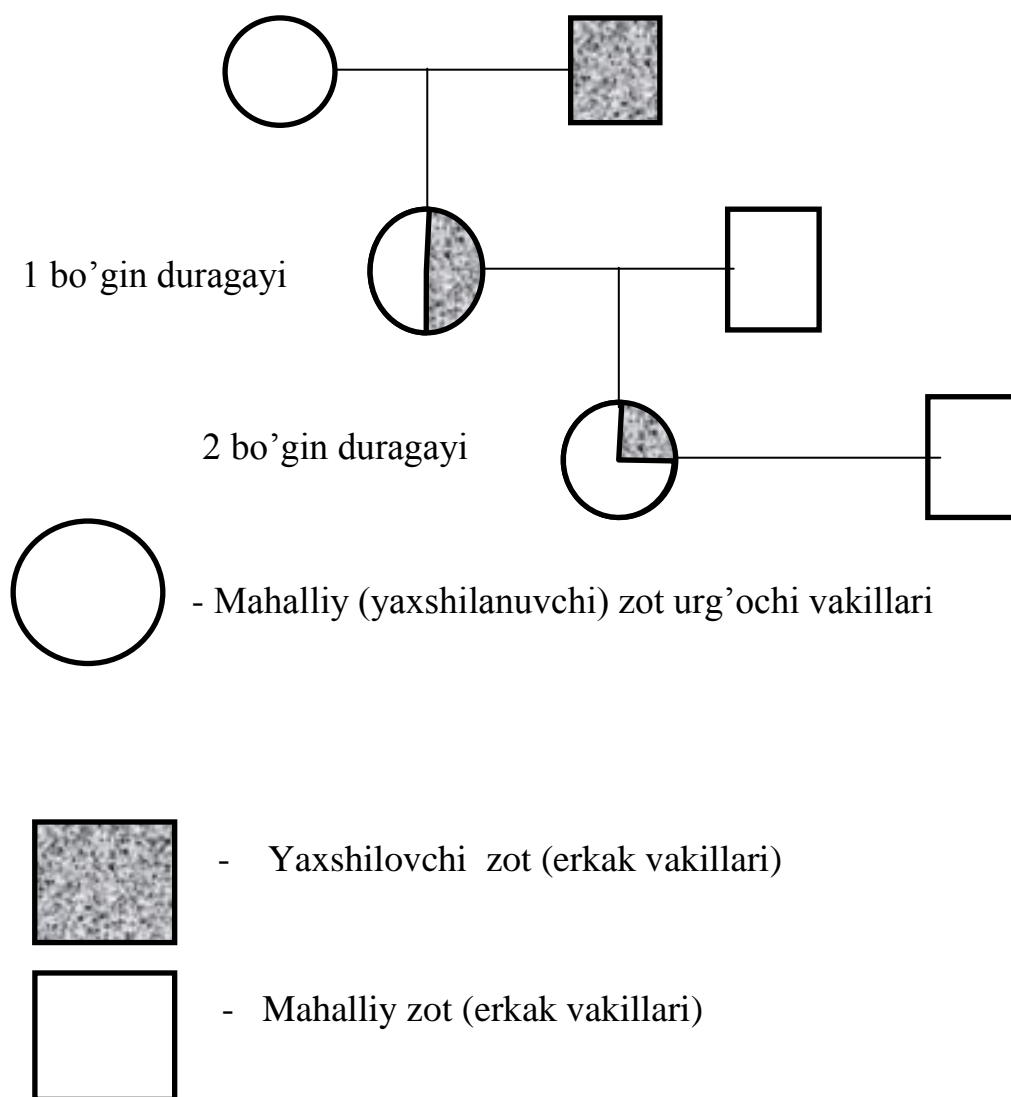 1 bo’gin duragayi
2 bo’gin duragayi
- Mahalliy (yaxshilanuvchi) zot urg’ochi vakillari
- Yaxshilovchi zot (erkak vakillari)
- Mahalliy zot (erkak vakillari)